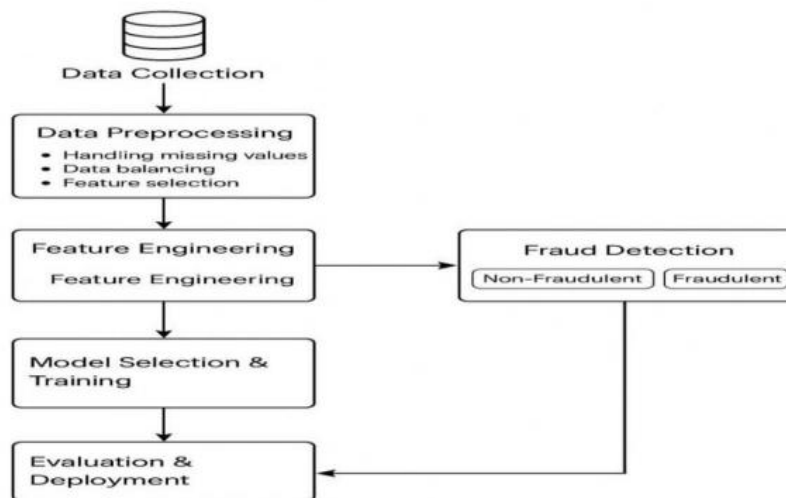 Data Collection
Data Preprocessing
• Handling missing values
• Data balancing
• Feature selection
Feature Engineering
Feature Engineering
Fraud Detection
Non-Fraudulent
Fraudulent
Model Selection &
Training
Evaluation &
Deployment